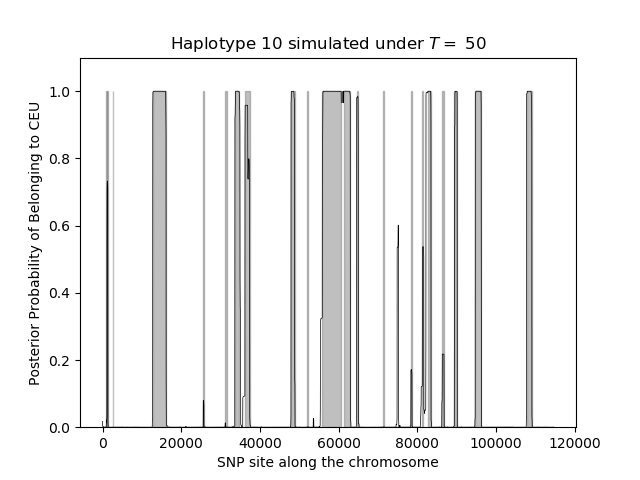 Haplotype 10 simulated under T = 50
Posterior Probability of Belonging to CEU
1.0
0.8
0.6
0.4
0.2
0.0
0 20000 40000 60000 80000 100000 120000
SNP site along the chromosome